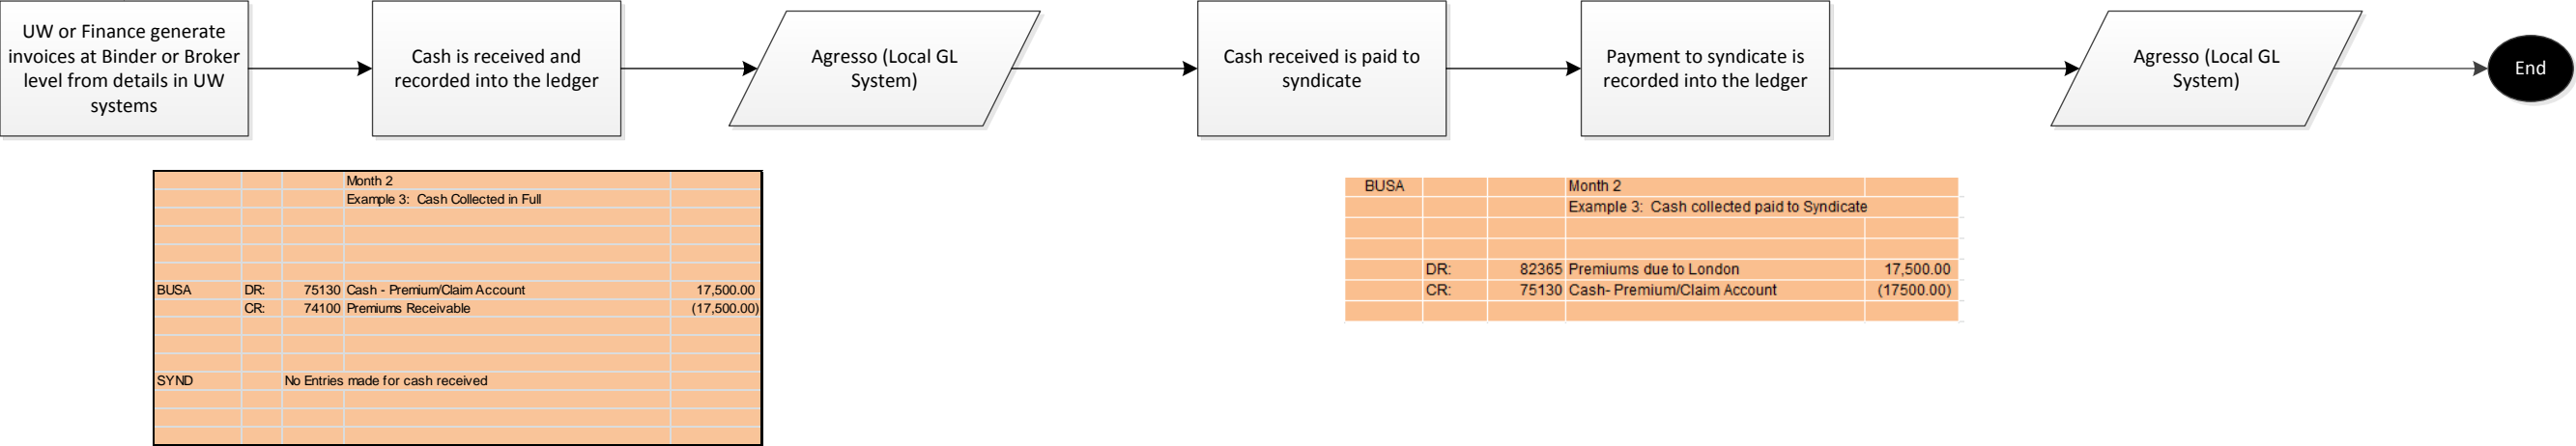 UW or Finance generate
invoices at Binder or Broker
level from details in UW
systems
Cash is received and
recorded into the ledger
Agresso (Local GL
System)
Cash received is paid to
syndicate
Payment to syndicate is
recorded into the ledger
Agresso (Local GL
System)
End
Month 2
Example 3: Cash Collected in Full
BUSA DR: 75130 Cash - Premium/Claim Account 17,500.00
CR: 74100 Premiums Receivable (17,500.00)
SYND No Entries made for cash received
BUSA Month 2
Example 3: Cash collected paid to Syndicate
DR: 82365 Premiums due to London 17,500.00
CR: 75130 Cash- Premium/Claim Account (17500.00)